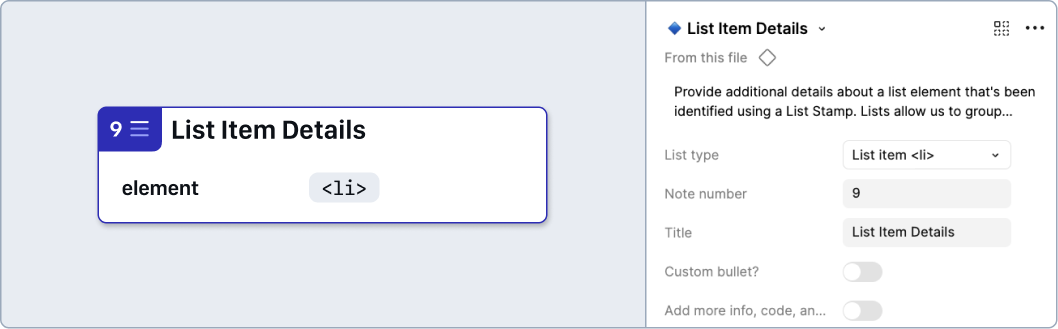 9 List Item Details
element <li>
List Item Details
From this file
Provide additional details about a list element that's been
identified using a List Stamp. Lists allow us to group...
List type List item <li>
Note number 9
Title List Item Details
Custom bullet?
Add more info, code, an...